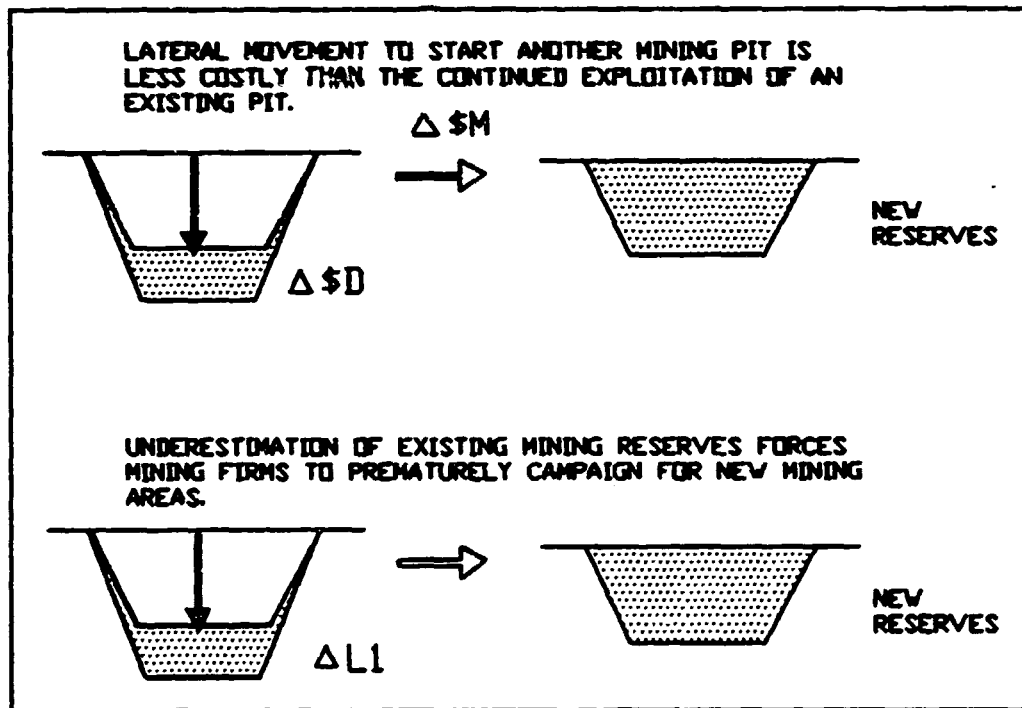 LATERAL MOVEMENT TO START ANOTHER MINING PIT IS
LESS COSTLY THAN THE CONTINUED EXPLOITATION OF AN
EXISTING PIT.
Δ $M
NEW
RESERVES
Δ $D
UNDERESTIMATION OF EXISTING MINING RESERVES FORCES
MINING FIRMS TO PREMATURELY CAMPAIGN FOR NEW MINING
AREAS.
NEW
RESERVES
Δ L1